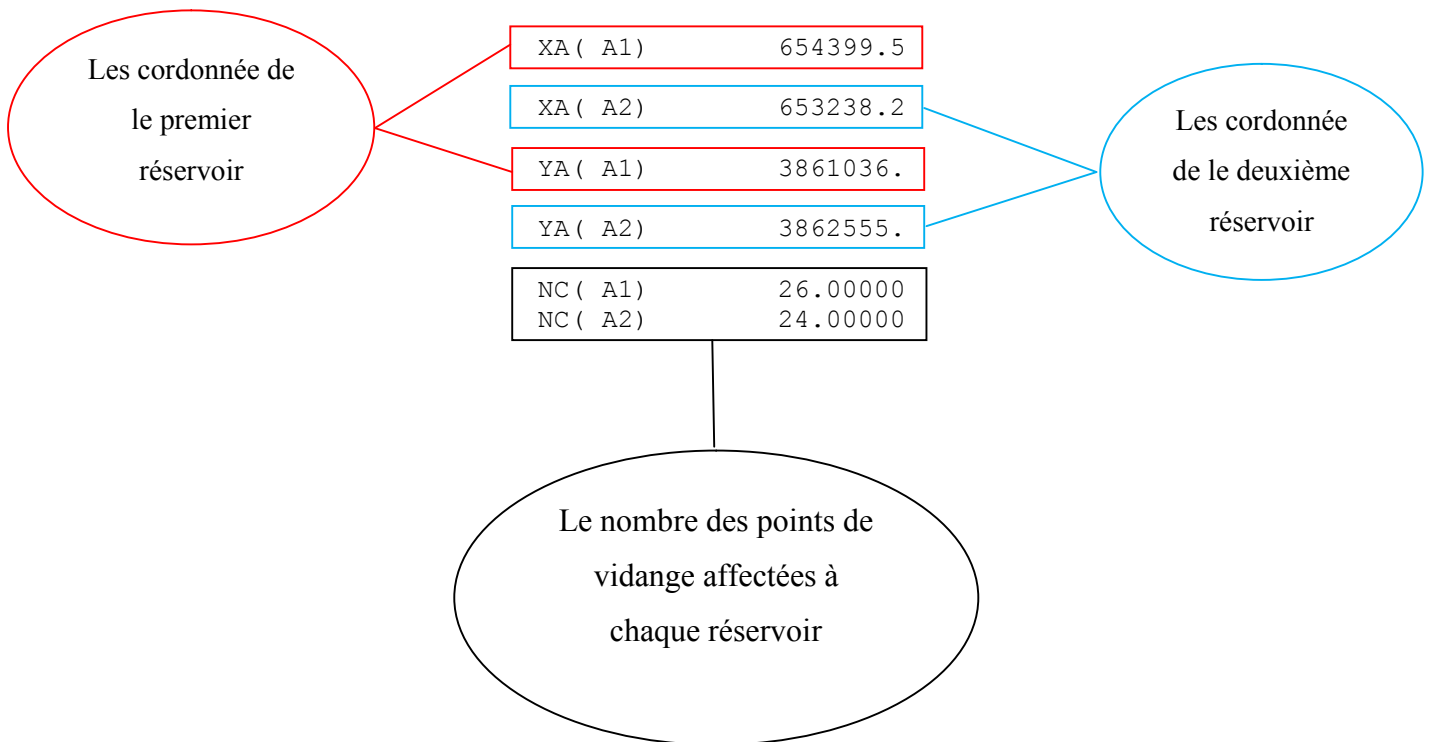 Les cordonnée de
le premier
réservoir
XA( A1) 654399.5
XA( A2) 653238.2
YA( A1) 3861036.
YA( A2) 3862555.
NC( A1) 26.00000
NC( A2) 24.00000
Les cordonnée
de le deuxième
réservoir
Le nombre des points de
vidange affectées à
chaque réservoir